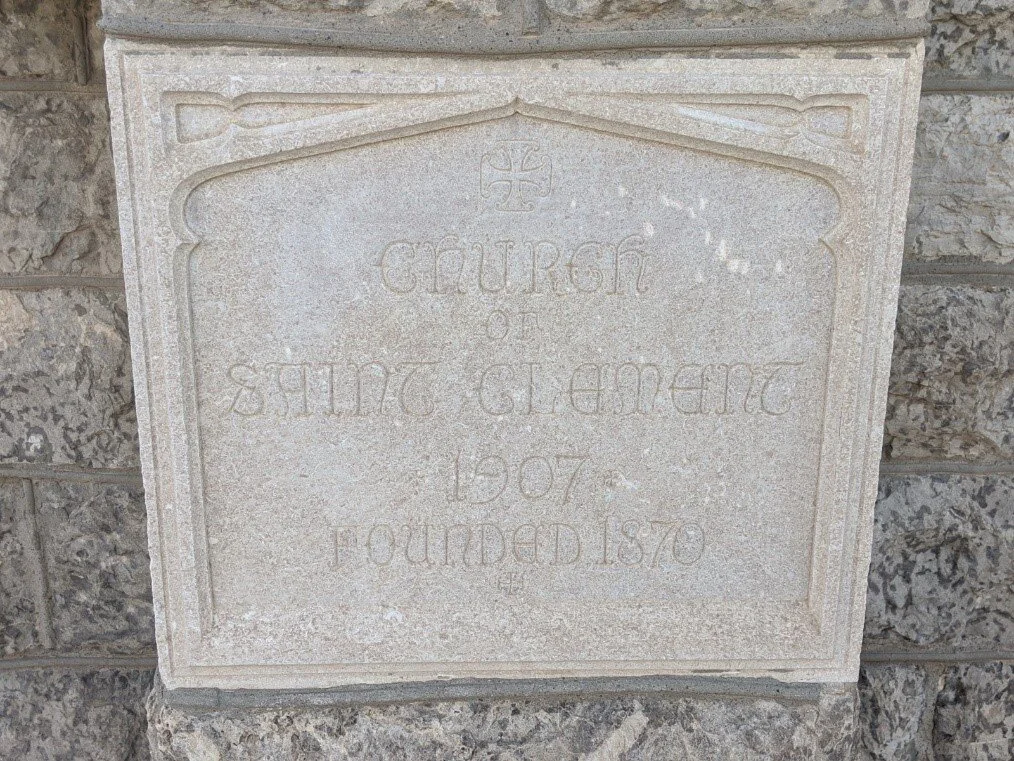 CHURCH
OF
SAINT CLEMENT
1907
FOUNDED 1870